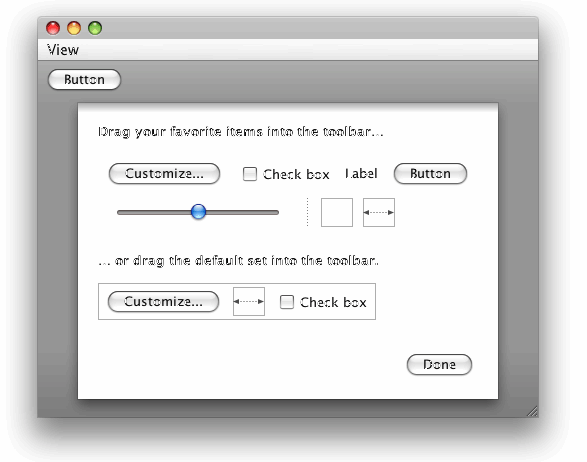 View
Button
Drag your favorite items into the toolbar...
Customize... Check box Label Button
... or drag the default set into the toolbar.
Customize... Check box
Done